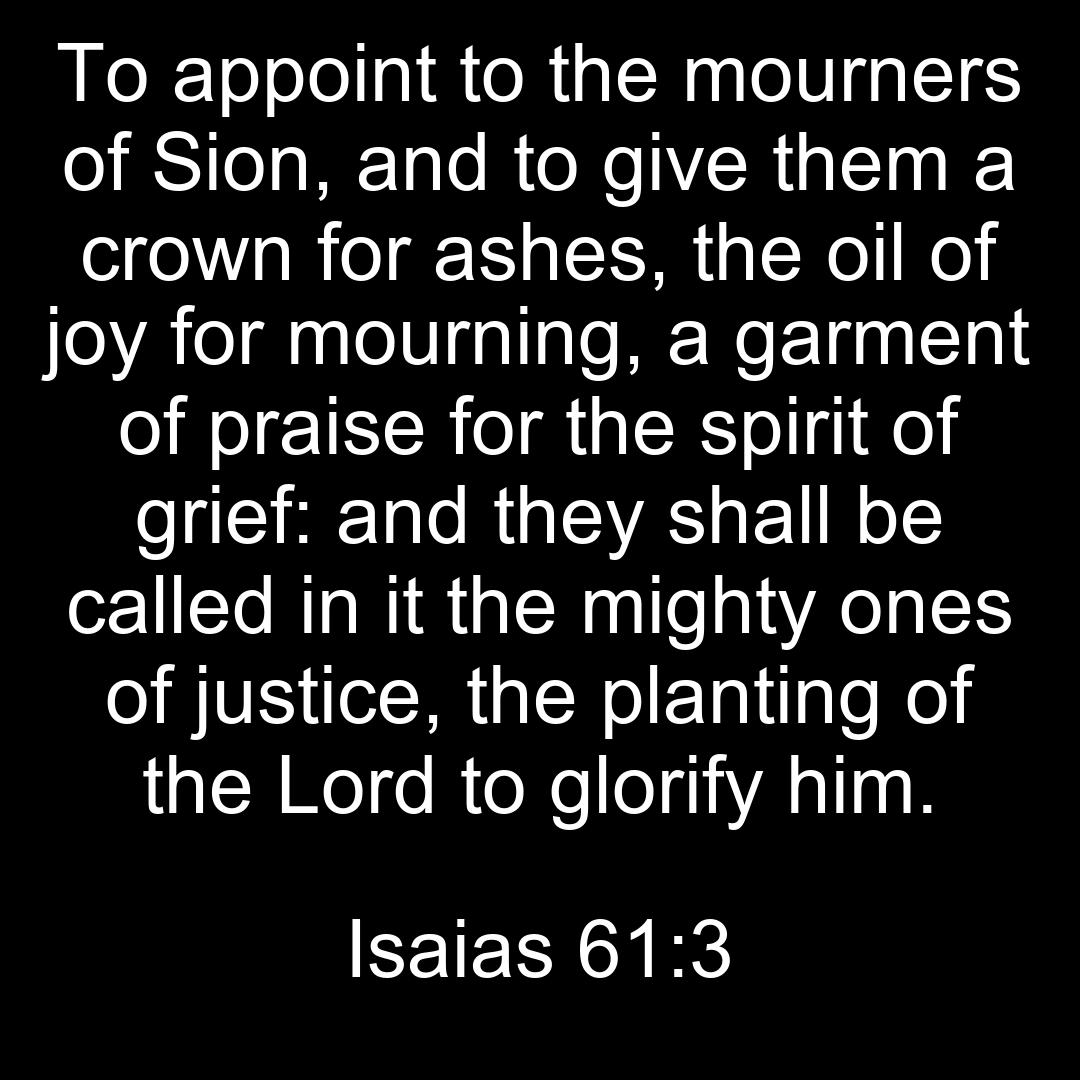 To appoint to the mourners
of Sion, and to give them a
crown for ashes, the oil of
joy for mourning, a garment
of praise for the spirit of
grief: and they shall be
called in it the mighty ones
of justice, the planting of
the Lord to glorify him.
Isaias 61:3